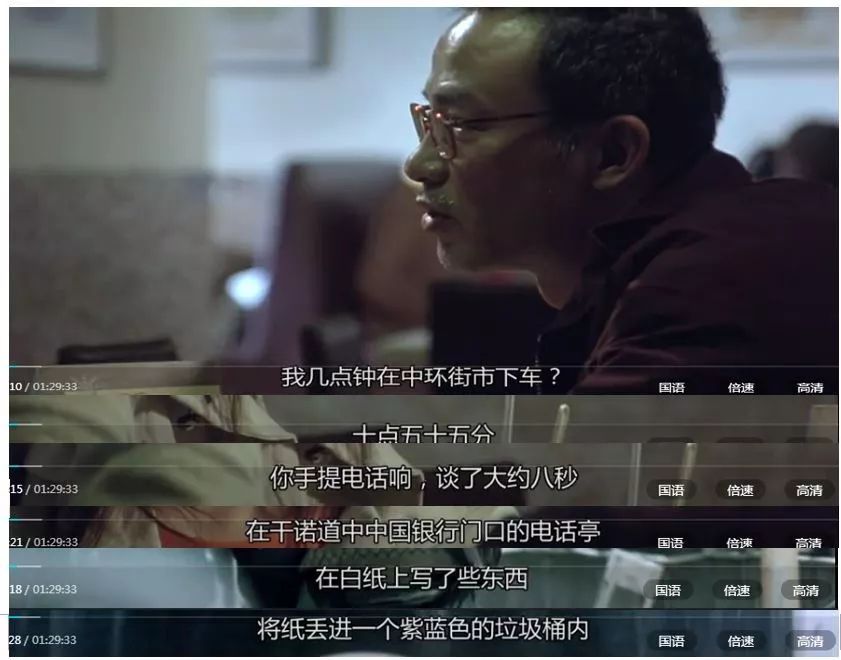 我几点钟在中环街市下车？
10 / 01:29:33 国语 倍速 高清
十点五十五分
你手提电话响，谈了大约八秒
15 / 01:29:33 国语 倍速 高清
在干诺道中中国银行门口的电话亭
21 / 01:29:33 国语 倍速 高清
在白纸上写了些东西
18 / 01:29:33 国语 倍速 高清
将纸丢进一个紫蓝色的垃圾桶内
28 / 01:29:33 国语 倍速 高清